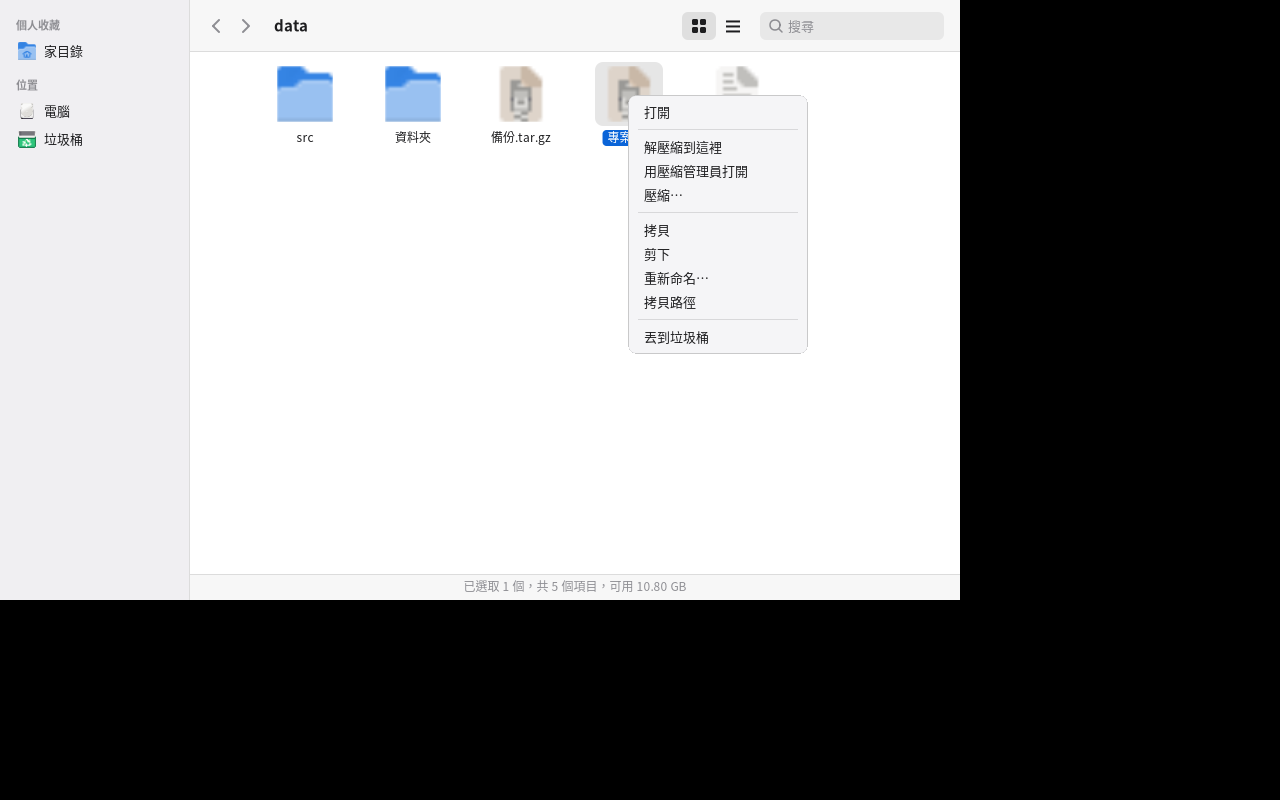 個人收藏
家目錄
位置
電腦
垃圾桶
data
搜尋
src
資料夾
備份.tar.gz
專案
打開
解壓縮到這裡
用壓縮管理員打開
壓縮…
拷貝
剪下
重新命名…
拷貝路徑
丟到垃圾桶
已選取 1 個，共 5 個項目，可用 10.80 GB